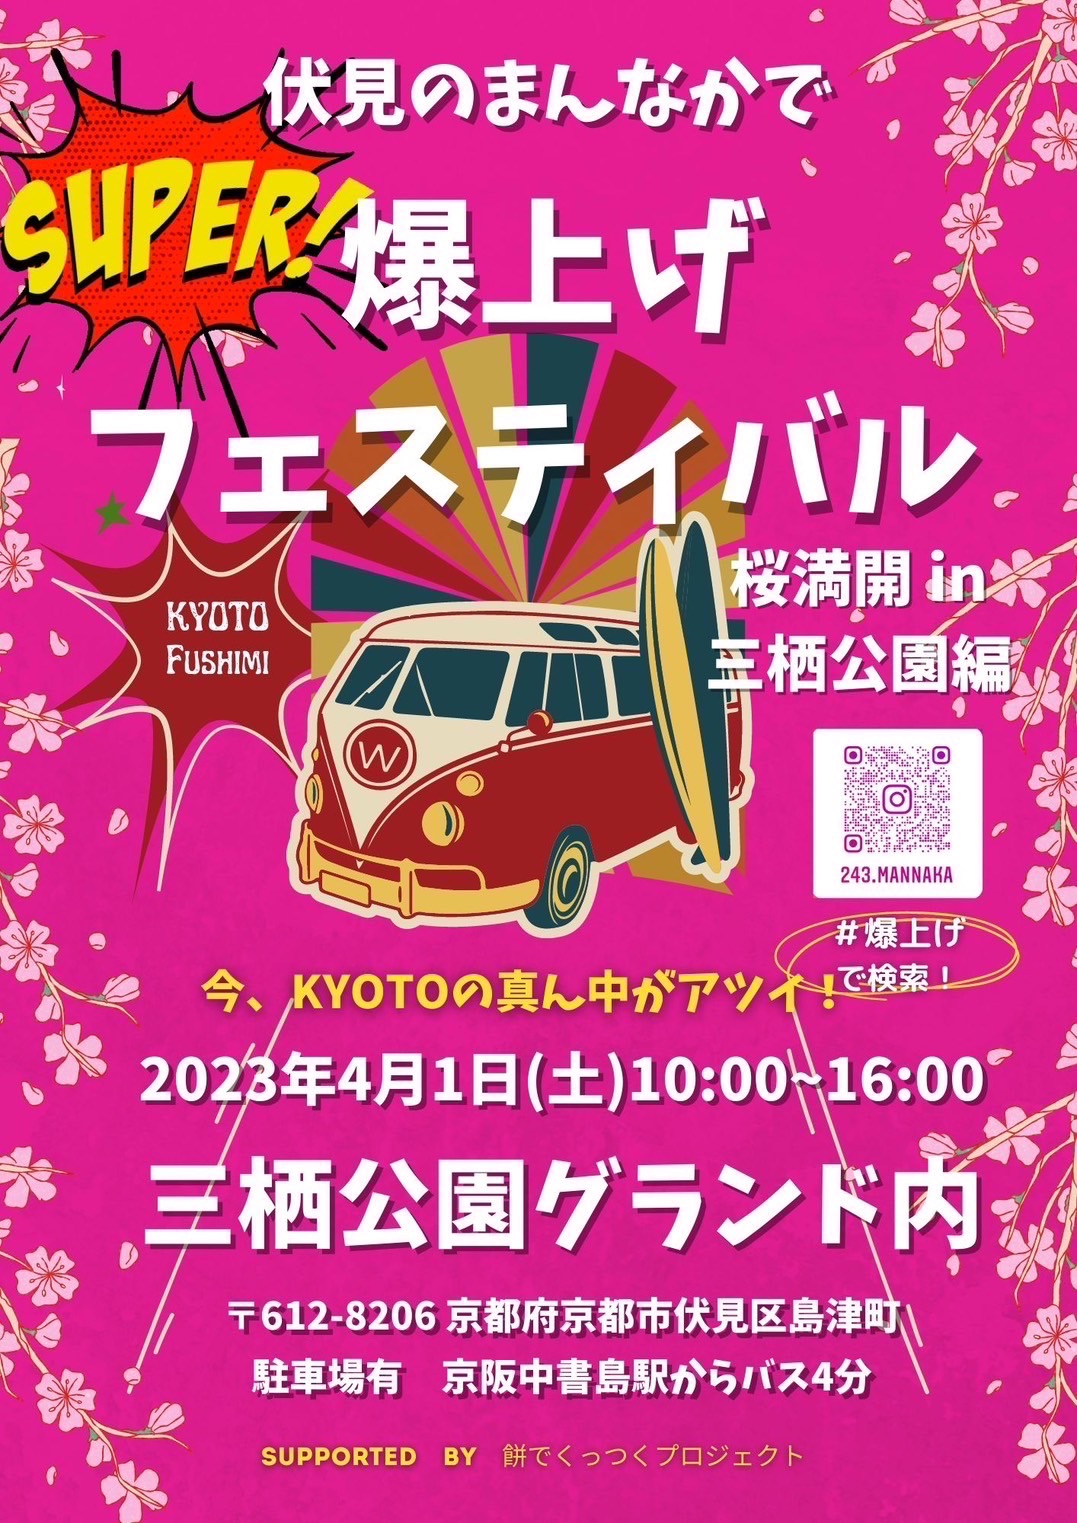 伏見のまんなかで
SUPER!
爆上げ
フェスティバル
KYOTO
FUSHIMI
桜満開 in
三栖公園編
W
243.MANNAKA
#爆上げ
で検索！
今、KYOTOの真ん中がアツイ！
2023年4月1日(土)10:00~16:00
三栖公園グランド内
〒612-8206 京都府京都市伏見区島津町
駐車場有　京阪中書島駅からバス4分
SUPPORTED BY 餅でくっつくプロジェクト